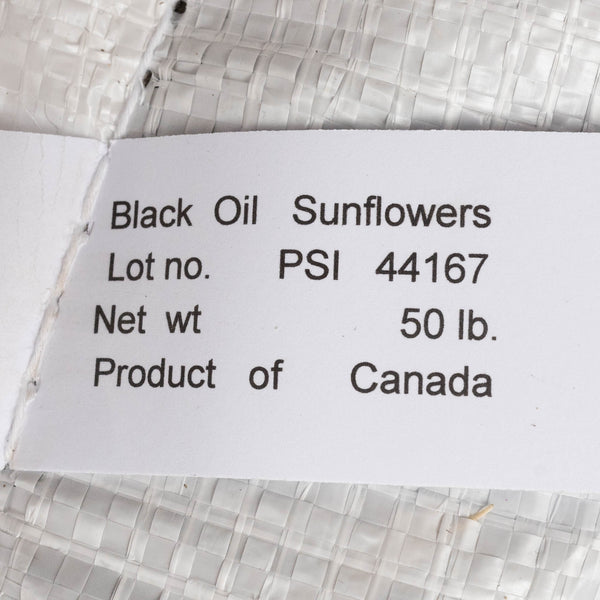 Black Oil Sunflowers
Lot no. PSI 44167
Net wt 50 lb.
Product of Canada